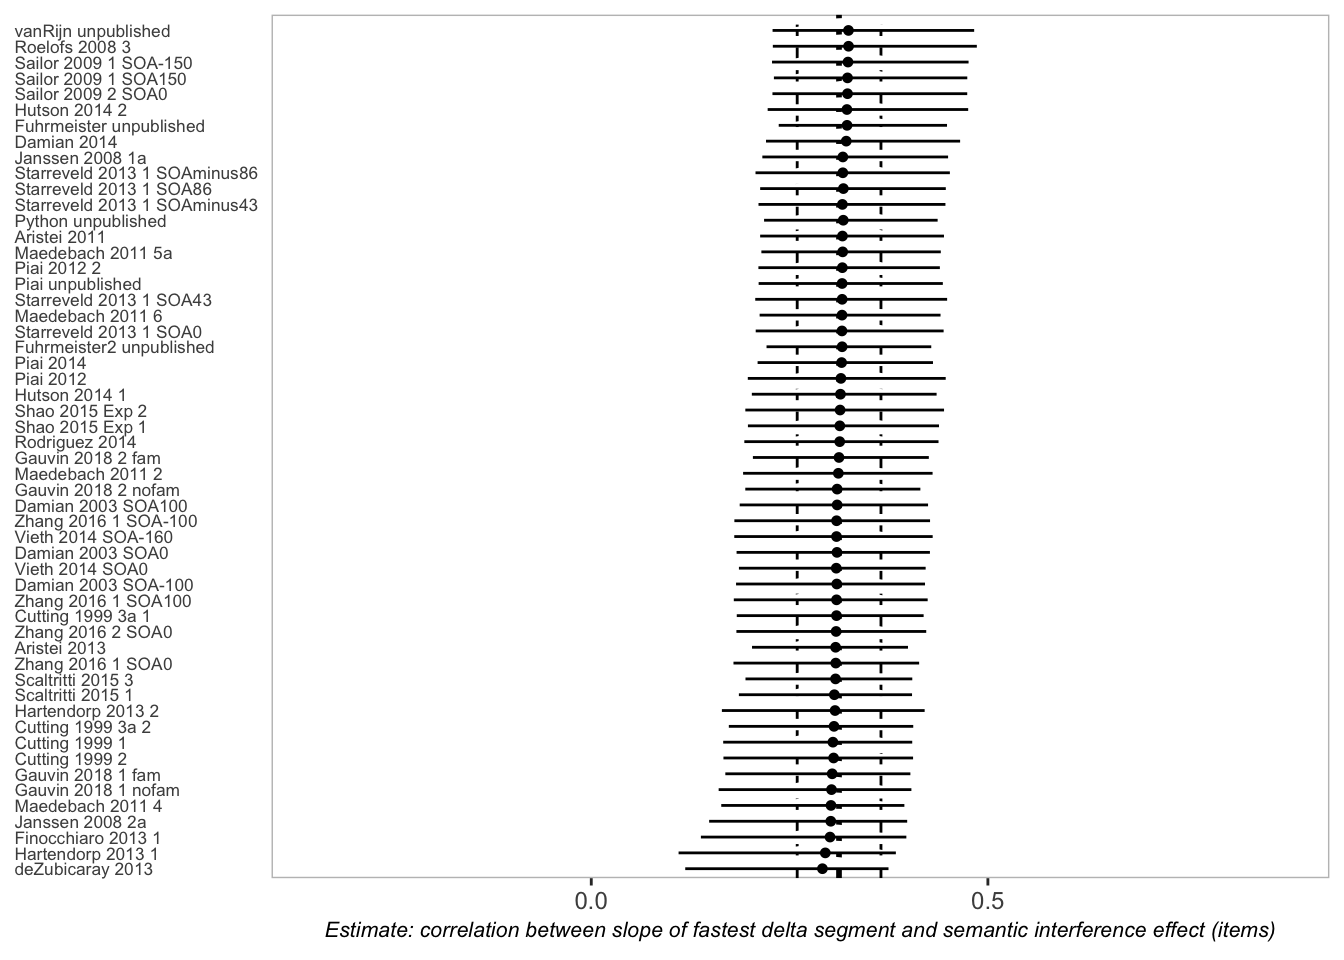 vanRijn unpublished
Roelofs 2008 3
Sailor 2009 1 SOA-150
Sailor 2009 1 SOA150
Sailor 2009 2 SOA0
Hutson 2014 2
Fuhrmeister unpublished
Damian 2014
Janssen 2008 1a
Starreveld 2013 1 SOAminus86
Starreveld 2013 1 SOA86
Starreveld 2013 1 SOAminus43
Python unpublished
Aristei 2011
Maedebach 2011 5a
Piai 2012 2
Piai unpublished
Starreveld 2013 1 SOA43
Maedebach 2011 6
Starreveld 2013 1 SOA0
Fuhrmeister2 unpublished
Piai 2014
Piai 2012
Hutson 2014 1
Shao 2015 Exp 2
Shao 2015 Exp 1
Rodriguez 2014
Gauvin 2018 2 fam
Maedebach 2011 2
Gauvin 2018 2 nofam
Damian 2003 SOA100
Zhang 2016 1 SOA-100
Vieth 2014 SOA-160
Damian 2003 SOA0
Vieth 2014 SOA0
Damian 2003 SOA-100
Zhang 2016 1 SOA100
Cutting 1999 3a 1
Zhang 2016 2 SOA0
Aristei 2013
Zhang 2016 1 SOA0
Scaltritti 2015 3
Scaltritti 2015 1
Hartendorp 2013 2
Cutting 1999 3a 2
Cutting 1999 1
Cutting 1999 2
Gauvin 2018 1 fam
Gauvin 2018 1 nofam
Maedebach 2011 4
Janssen 2008 2a
Finocchiaro 2013 1
Hartendorp 2013 1
deZubicaray 2013
0.0 0.5
Estimate: correlation between slope of fastest delta segment and semantic interference effect (items)